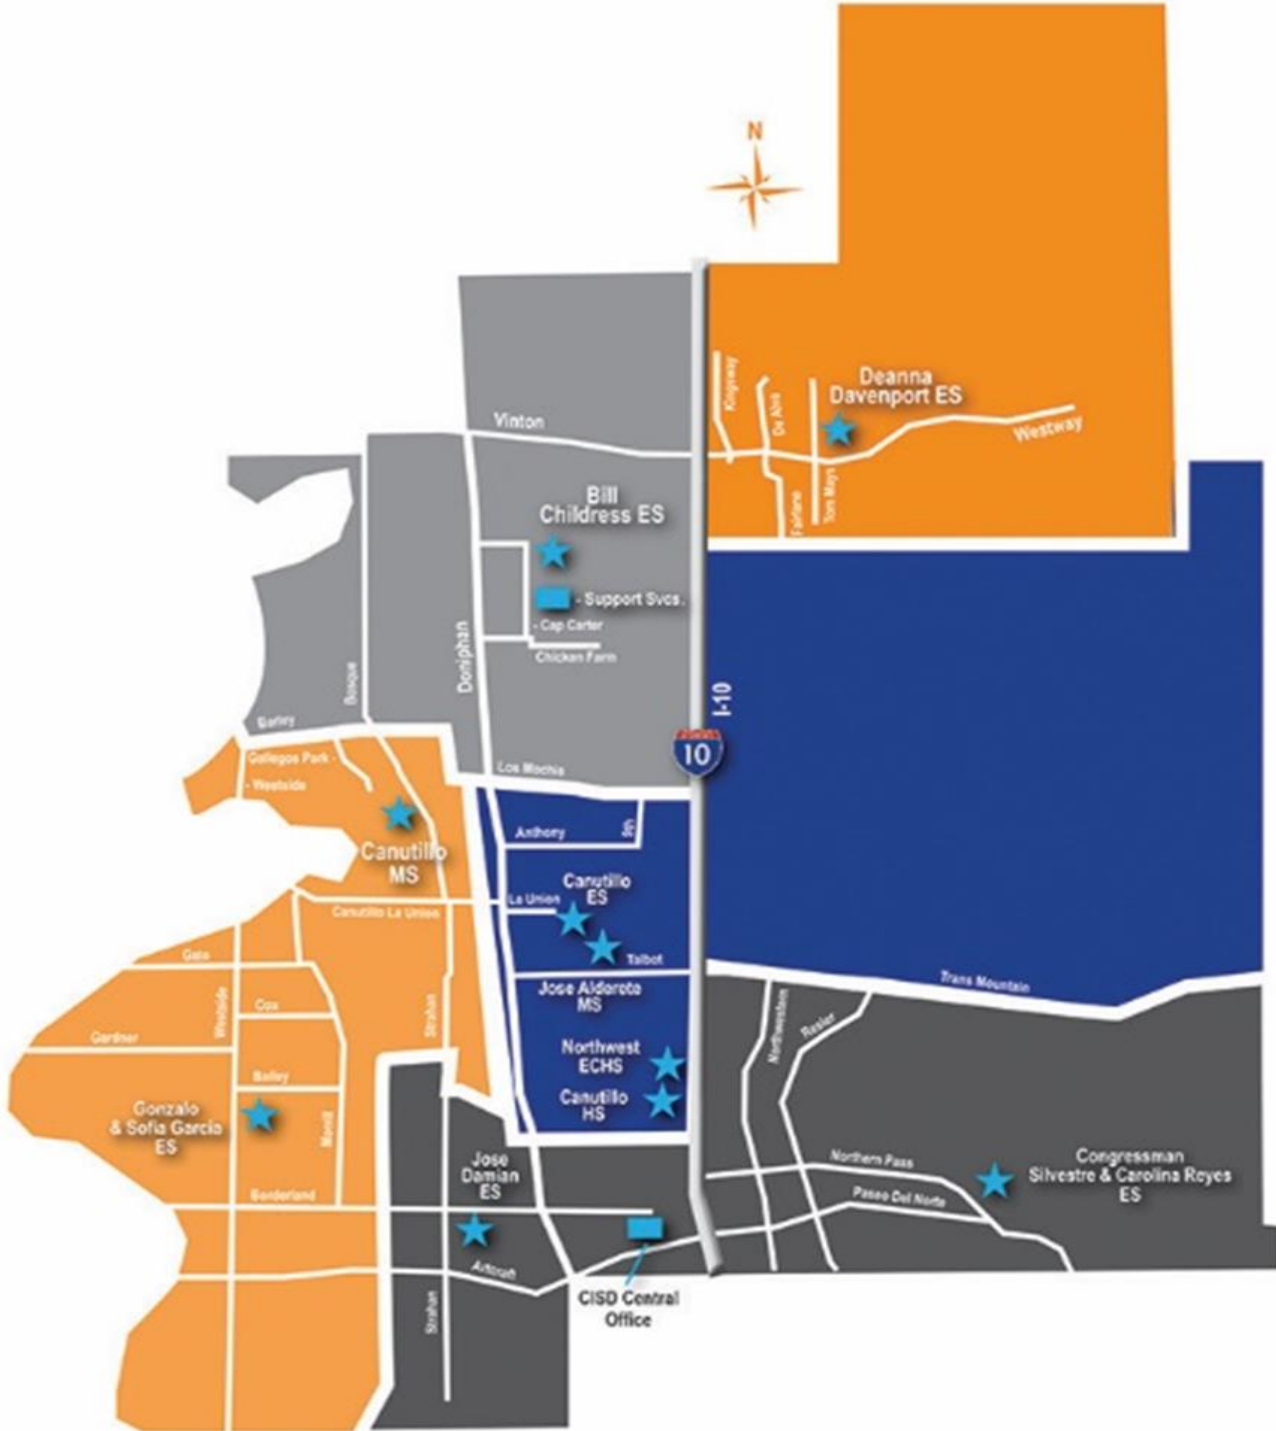 N
Kingsway
De Alva
Deanna
Davenport ES
Westway
Fairlane
Tom Mays
Vinton
Bill
Childress ES
- Support Svcs.
- Cap Carter
Chicken Farm
Doniphan
Bosque
I-10
10
Barley
Gallegos Park -
- Westside
Los Mochis
Canutillo
MS
Anthony
9th
Canutillo
ES
La Union
Canutillo La Union
Talbot
Jose Alderete
MS
Trans Mountain
Gato
Westside
Cox
Strahan
Gardner
Northwest
ECHS
Northwestern
Resler
Bailey
Canutillo
HS
Gonzalo
& Sofia Garcia
ES
Jose
Damian
ES
Northern Pass
Congressman
Silvestre & Carolina Reyes
ES
Borderland
Paseo Del Norte
Artcraft
Strahan
CISD Central
Office